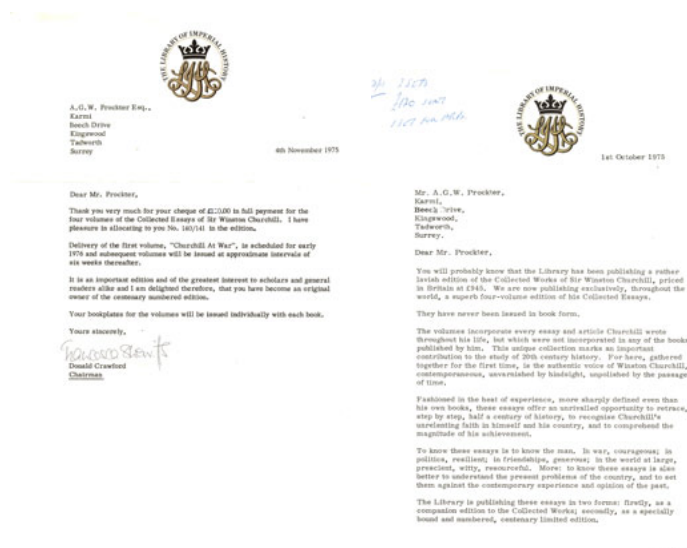 THE LIBRARY OF IMPERIAL HISTORY
A.G.W. Prockter Esq.,
Karmi
Beech Drive
Kingswood
Tadworth
Surrey
4th November 1975
Dear Mr. Prockter,
Thank you very much for your cheque of in full payment for the
four volumes of the Collected Essays of Sir Winston Churchill. I have
pleasure in allocating to you No. 140/141 in the edition.
Delivery of the first volume, "Churchill At War", is scheduled for early
1976 and subsequent volumes will be issued at approximate intervals of
six weeks thereafter.
It is an important edition and of the greatest interest to scholars and general
readers alike and I am delighted therefore, that you have become an original
owner of the centenary numbered edition.
Your bookplates for the volumes will be issued individually with each book.
Yours sincerely,
Donald Crawford
Chairman
THE LIBRARY OF IMPERIAL HISTORY
1st October 1975
Mr. A.G.W. Prockter,
Karmi,
Beech Drive,
Kingswood,
Tadworth,
Surrey.
Dear Mr. Prockter,
You will probably know that the Library has been publishing a rather
lavish edition of the Collected Works of Sir Winston Churchill, priced
in Britain at £945. We are now publishing exclusively, throughout the
world, a superb four-volume edition of his Collected Essays.
They have never been issued in book form.
The volumes incorporate every essay and article Churchill wrote
throughout his life, but which were not incorporated in any of the books
published by him. This unique collection marks an important
contribution to the study of 20th century history. For here, gathered
together for the first time, is the authentic voice of Winston Churchill,
contemporaneous, unvarnished by hindsight, unpolished by the passage
of time.
Fashioned in the heat of experience, more sharply defined even than
his own books, these essays offer an unrivalled opportunity to retrace,
step by step, half a century of history, to recognise Churchill's
unrelenting faith in himself and his country, and to comprehend the
magnitude of his achievement.
To know these essays is to know the man. In war, courageous; in
politics, resilient; in friendships, generous; in the world at large,
prescient, witty, resourceful. More: to know these essays is also
better to understand the present problems of the country, and to set
them against the contemporary experience and opinion of the past.
The Library is publishing these essays in two forms: firstly, as a
companion edition to the Collected Works; secondly, as a specially
bound and numbered, centenary limited edition.